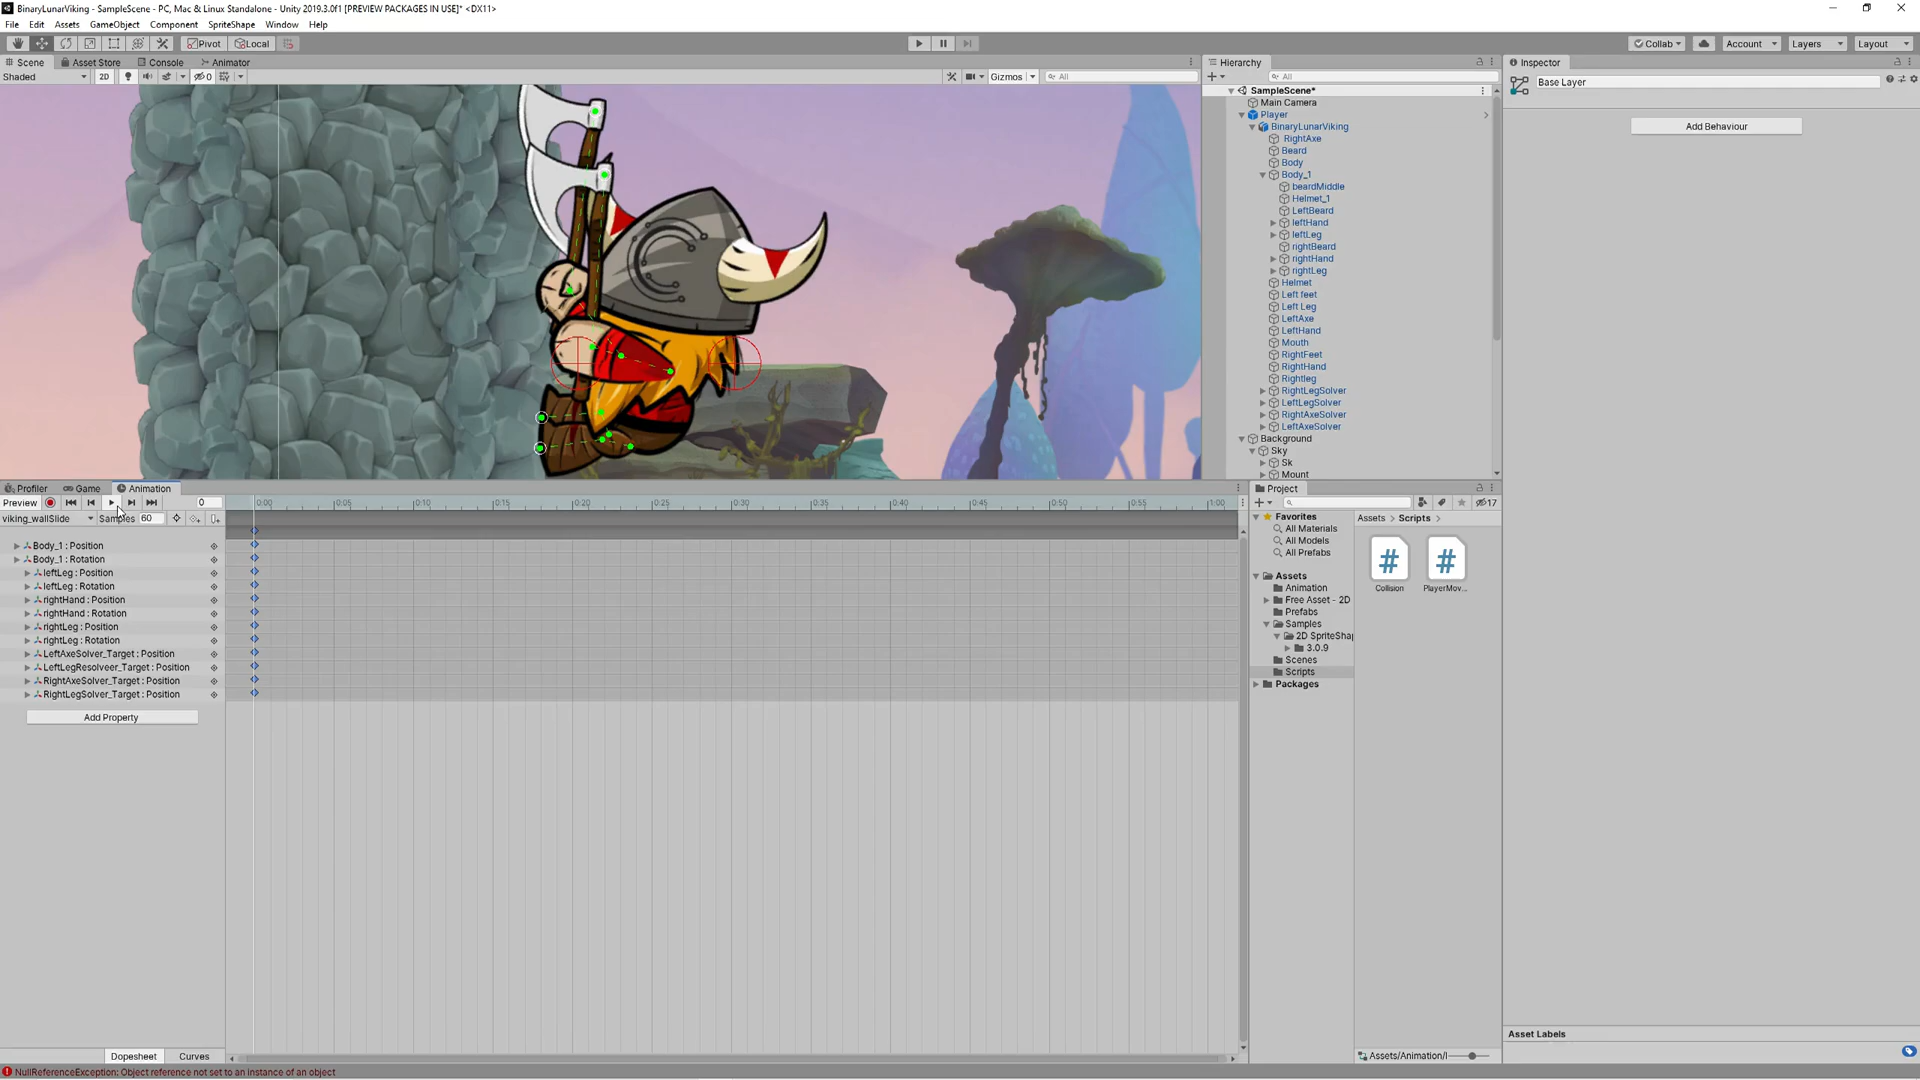 BinaryLunarViking - SampleScene - PC, Mac & Linux Standalone - Unity 2019.3.0f1 [PREVIEW PACKAGES IN USE]* <DX11>
File Edit Assets GameObject Component SpriteShape Window Help
Pivot Local Collab Account Layers Layout
Scene Asset Store Console Animator
Shaded 2D 0 Gizmos All
Hierarchy
All
SampleScene*
Main Camera
Player
BinaryLunarViking
RightAxe
Beard
Body
Body_1
beardMiddle
Helmet_1
LeftBeard
leftHand
leftLeg
rightBeard
rightHand
rightLeg
Helmet
Left feet
Left Leg
LeftAxe
LeftHand
Mouth
RightFeet
RightHand
Rightleg
RightLegSolver
LeftLegSolver
RightAxeSolver
LeftAxeSolver
Background
Sky
Sk
Mount
Inspector
Base Layer
Add Behaviour
Profiler Game Animation
Preview 0
viking_wallSlide Samples 60
0:00 0:05 0:10 0:15 0:20 0:25 0:30 0:35 0:40 0:45 0:50 0:55 1:00
Body_1 : Position
Body_1 : Rotation
leftLeg : Position
leftLeg : Rotation
rightHand : Position
rightHand : Rotation
rightLeg : Position
rightLeg : Rotation
LeftAxeSolver_Target : Position
LeftLegResolveer_Target : Position
RightAxeSolver_Target : Position
RightLegSolver_Target : Position
Add Property
Dopesheet Curves
Project
17
Favorites
All Materials
All Models
All Prefabs
Assets
Animation
Free Asset - 2D
Prefabs
Samples
2D SpriteShap
3.0.9
Scenes
Scripts
Packages
Assets Scripts
Collision PlayerMov...
Assets/Animation/I
Asset Labels
NullReferenceException: Object reference not set to an instance of an object